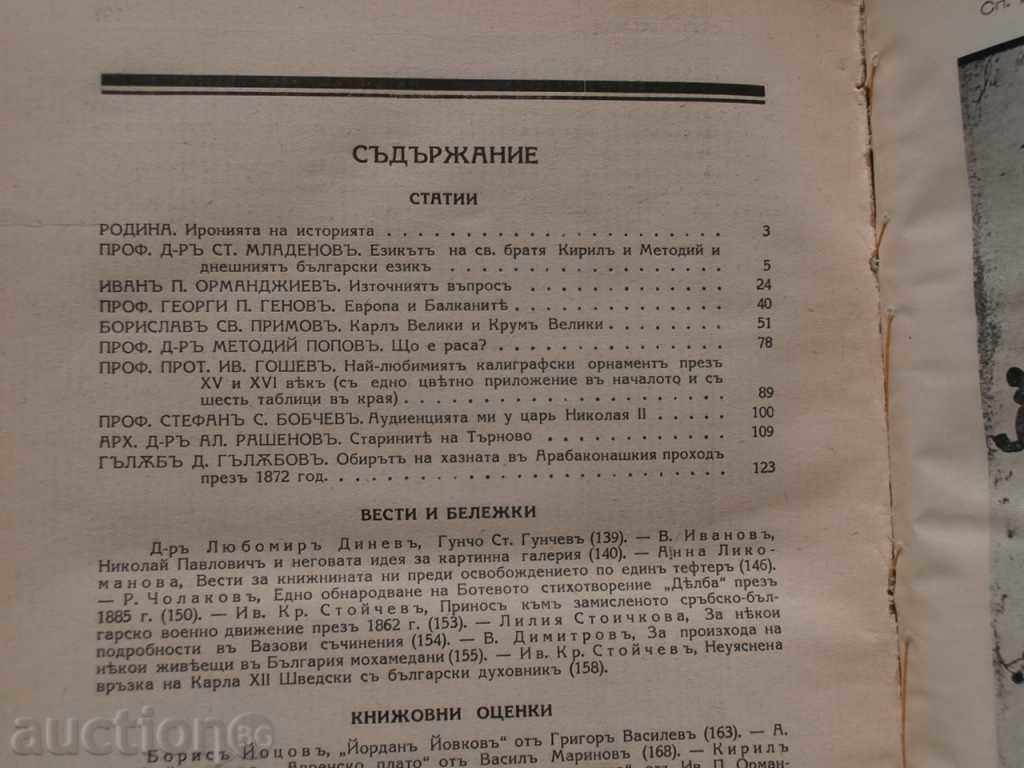 Сп.
СЪДЪРЖАНИЕ
СТАТИИ
РОДИНА. Иронията на историята . . . . . . . . . . . . . . . . . . 3
ПРОФ. Д-РЪ СТ. МЛАДЕНОВЪ. Езикътъ на св. братя Кирилъ и Методий и
днешниятъ български езикъ . . . . . . . . . . . . . . . 5
ИВАНЪ П. ОРМАНДЖИЕВЪ. Източниятъ въпросъ . . . . . . . . . . 24
ПРОФ. ГЕОРГИ П. ГЕНОВЪ. Европа и Балканитѣ . . . . . . . . . . . 40
БОРИСЛАВЪ СВ. ПРИМОВЪ. Карлъ Велики и Крумъ Велики . . . . . . . 51
ПРОФ. Д-РЪ МЕТОДИЙ ПОПОВЪ. Що е раса? . . . . . . . . . . . . 78
ПРОФ. ПРОТ. ИВ. ГОШЕВЪ. Най-любимиятъ калиграфски орнаментъ презъ
XV и XVI вѣкъ (съ едно цвѣтно приложение въ началото и съ
шесть таблици въ края) . . . . . . . . . . . . . . . . . 89
ПРОФ. СТЕФАНЪ С. БОБЧЕВЪ. Аудиенцията ми у царь Николая II . . . . . 100
АРХ. Д-РЪ АЛ. РАШЕНОВЪ. Старинитѣ на Търново . . . . . . . . . . 109
ГЪЛѪБЪ Д. ГЪЛѪБОВЪ. Обирътъ на хазната въ Арабаконашкия проходъ
презъ 1872 год. . . . . . . . . . . . . . . . . . . . . 123
ВЕСТИ И БЕЛЕЖКИ
Д-ръ Любомиръ Диневъ, Гунчо Ст. Гунчевъ (139). — В. Ивановъ,
Николай Павловичъ и неговата идея за картинна галерия (140). — Анна Лико-
манова, Вести за книжнината ни преди освобождението по единъ тефтеръ (146).
— Р. Чолаковъ, Едно обнародване на Ботевото стихотворение „Дѣлба“ презъ
1885 г. (150). — Ив. Кр. Стойчевъ, Приносъ къмъ замисленото сръбско-бъл-
гарско военно движение презъ 1862 г. (153). — Лилия Стоичкова, За нѣкои
подробности въ Вазови съчинения (154). — В. Димитровъ, За произхода на
нѣкои живѣещи въ България мохамедани (155). — Ив. Кр. Стойчевъ, Неуяснена
връзка на Карла XII Шведски съ български духовникъ (158).
КНИЖОВНИ ОЦЕНКИ
Борисъ Йоцовъ, „Йорданъ Йовковъ“ отъ Григоръ Василевъ (163). — А.
плато“ отъ Василъ Мариновъ (168). — Кирилъ
отъ Ив. П. Орман-
auction.bg